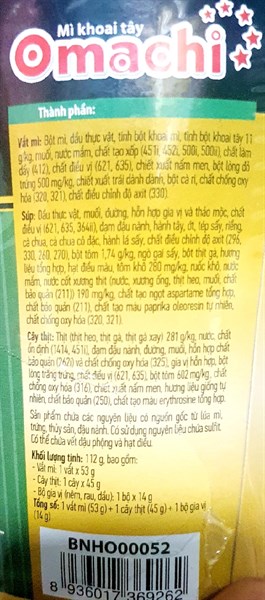 Mì khoai tây
Omachi
Thành phần:
Vắt mì: Bột mì, dầu thực vật, tinh bột khoai mì, tinh bột khoai tây 11
g/kg, muối, nước mắm, chất tạo xốp (451i, 452i, 500i, 500ii), chất làm
dày (412), chất điều vị (621, 635), chiết xuất nấm men, bột lòng đỏ
trứng 500 mg/kg, chiết xuất trái dành dành, bột cà ri, chất chống oxy
hóa (320, 321), chất điều chỉnh độ axit (330).
Súp: Dầu thực vật, muối, đường, hỗn hợp gia vị và thảo mộc, chất
điều vị (621, 635, 364ii), đạm đậu nành, hành tây, ớt, tép sấy, riềng,
cà chua, cà chua cô đặc, hành lá sấy, chất điều chỉnh độ axit (296,
330, 260, 270), bột tôm 1,74 g/kg, ngò gai sấy, bột thịt gà, hương
liệu tổng hợp, hạt điều màu, tôm khô 280 mg/kg, ruốc khô, nước
mắm, nước cốt xương thịt (nước, xương ống, thịt heo, muối, chất
bảo quản (211)) 190 mg/kg, chất tạo ngọt aspartame tổng hợp,
chất bảo quản (211), chất tạo màu paprika oleoresin tự nhiên,
chất chống oxy hóa (320, 321).
Cây thịt: Thịt (thịt heo, thịt gà, thịt gà xay) 281 g/kg, nước, chất
ổn định (1414, 451i), đạm đậu nành, đường, muối, hỗn hợp chất
bảo quản (262i) và chất chống oxy hóa (325), gia vị hỗn hợp, bột
lòng trắng trứng, chất điều vị (621, 635), bột tôm 602 mg/kg, chất
chống oxy hóa (316), chiết xuất nấm men, hương liệu giống tự
nhiên, chất bảo quản (250), chất tạo màu erythrosine tổng hợp.
Sản phẩm chứa các nguyên liệu có nguồn gốc từ lúa mì,
trứng, thủy sản, đậu nành. Có sử dụng nguyên liệu chứa sulfit.
Có thể chứa vết đậu phộng và hạt điều.
Khối lượng tịnh: 112 g, bao gồm:
- Vắt mì: 1 vắt x 53 g
- Cây thịt: 1 cây x 45 g
- Bộ gia vị (nêm, rau, dầu): 1 bộ x 14 g
Tổng số: 1 vắt mì (53 g) + 1 cây thịt (45 g) + 1 bộ gia vị
(14 g)
BNHO00052
8 936017 369262